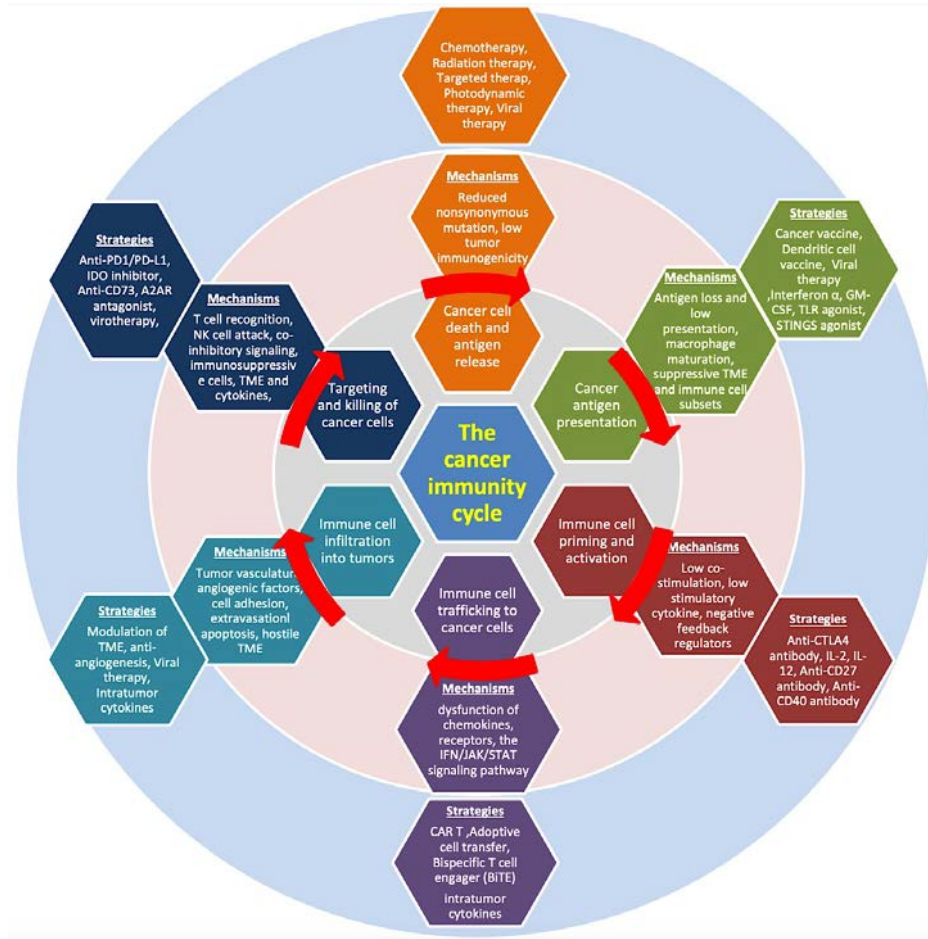 Chemotherapy,
Radiation therapy,
Targeted therap,
Photodynamic
therapy, Viral
therapy
Mechanisms
Reduced
nonsynonymous
mutation, low
tumor
immunogenicity
Cancer cell
death and
antigen
release
Strategies
Cancer vaccine,
Dendritic cell
vaccine, Viral
therapy
,Interferon α, GM-
CSF, TLR agonist,
STINGS agonist
Mechanisms
Antigen loss and
low
presentation,
macrophage
maturation,
suppressive TME
and immune cell
subsets
Cancer
antigen
presentation
Immune cell
priming and
activation
Mechanisms
Low co-
stimulation, low
stimulatory
cytokine, negative
feedback
regulators
Strategies
Anti-CTLA4
antibody, IL-2, IL-
12, Anti-CD27
antibody, Anti-
CD40 antibody
Immune cell
trafficking to
cancer cells
Mechanisms
dysfunction of
chemokines,
receptors, the
IFN/JAK/STAT
signaling pathway
Strategies
CAR T ,Adoptive
cell transfer,
Bispecific T cell
engager (BiTE)
intratumor
cytokines
Immune cell
infiltration
into tumors
Mechanisms
Tumor vasculatur
angiogenic factors,
cell adhesion,
extravasationl
apoptosis, hostile
TME
Strategies
Modulation of
TME, anti-
angiogenesis, Viral
therapy,
Intratumor
cytokines
Targeting
and killing of
cancer cells
Mechanisms
T cell recognition,
NK cell attack, co-
inhibitory signaling,
immunosuppressiv
e cells, TME and
cytokines,
Strategies
Anti-PD1/PD-L1,
IDO inhibitor,
Anti-CD73, A2AR
antagonist,
virotherapy,
The
cancer
immunity
cycle